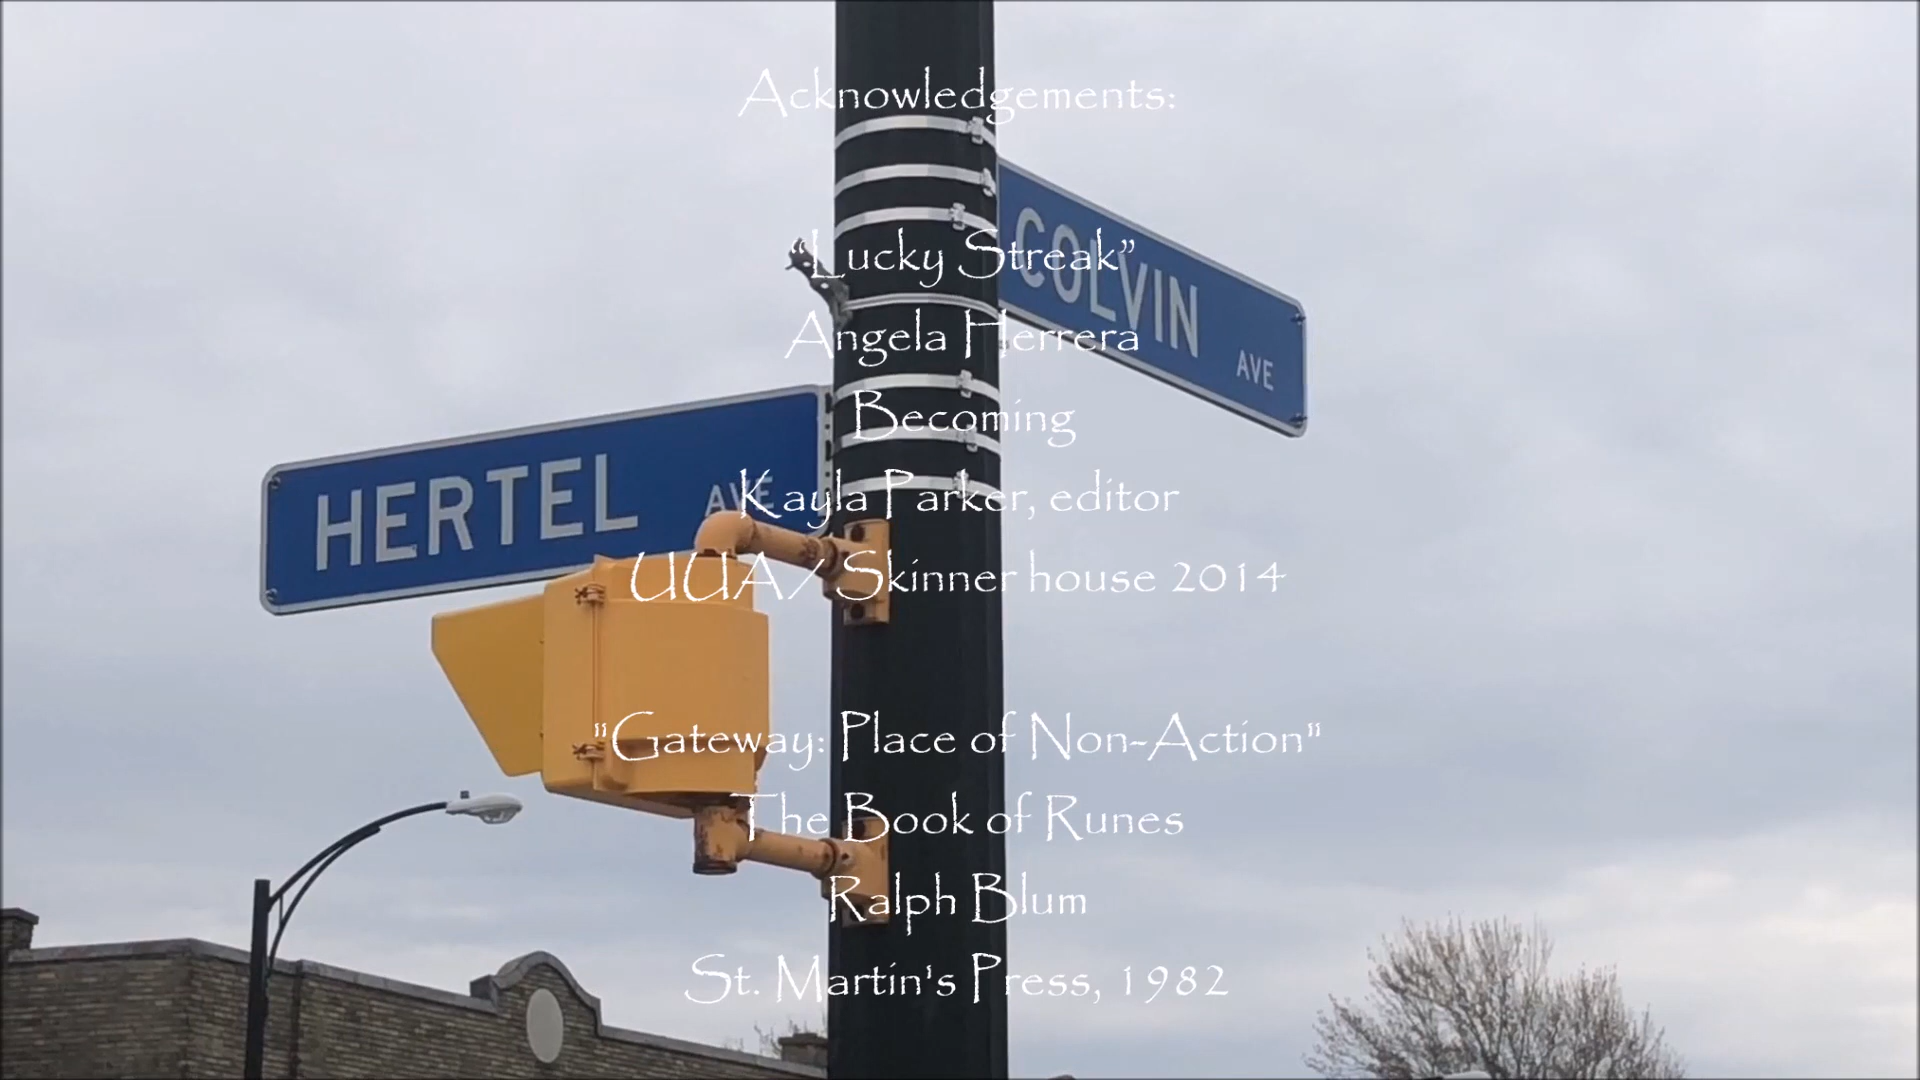 Acknowledgements:
“Lucky Streak”
Angela Herrera
Becoming
Kayla Parker, editor
UUA / Skinner house 2014
"Gateway: Place of Non-Action"
The Book of Runes
Ralph Blum
St. Martin's Press, 1982
COLVIN AVE
HERTEL AVE